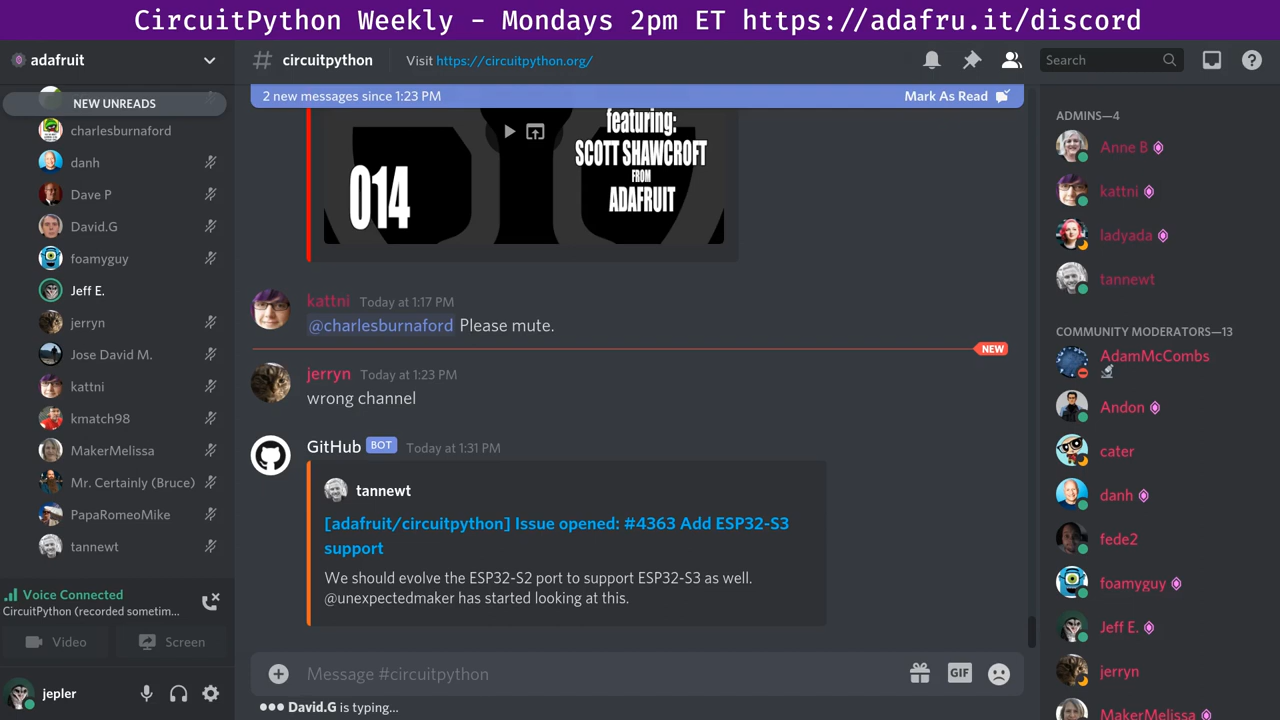 CircuitPython Weekly – Mondays 2pm ET https://adafru.it/discord
adafruit
NEW UNREADS
charlesburnaford
danh
Dave P
David.G
foamyguy
Jeff E.
jerryn
Jose David M.
kattni
kmatch98
MakerMelissa
Mr. Certainly (Bruce)
PapaRomeoMike
tannewt
Voice Connected
CircuitPython (recorded sometim...
Video
Screen
jepler
# circuitpython
Visit https://circuitpython.org/
Search
2 new messages since 1:23 PM
Mark As Read
014
featuring:
SCOTT SHAWCROFT
FROM
ADAFRUIT
kattni Today at 1:17 PM
@charlesburnaford Please mute.
NEW
jerryn Today at 1:23 PM
wrong channel
GitHub BOT Today at 1:31 PM
tannewt
[adafruit/circuitpython] Issue opened: #4363 Add ESP32-S3
support
We should evolve the ESP32-S2 port to support ESP32-S3 as well.
@unexpectedmaker has started looking at this.
Message #circuitpython
GIF
David.G is typing...
ADMINS—4
Anne B
kattni
ladyada
tannewt
COMMUNITY MODERATORS—13
AdamMcCombs
Andon
cater
danh
fede2
foamyguy
Jeff E.
jerryn
MakerMelissa